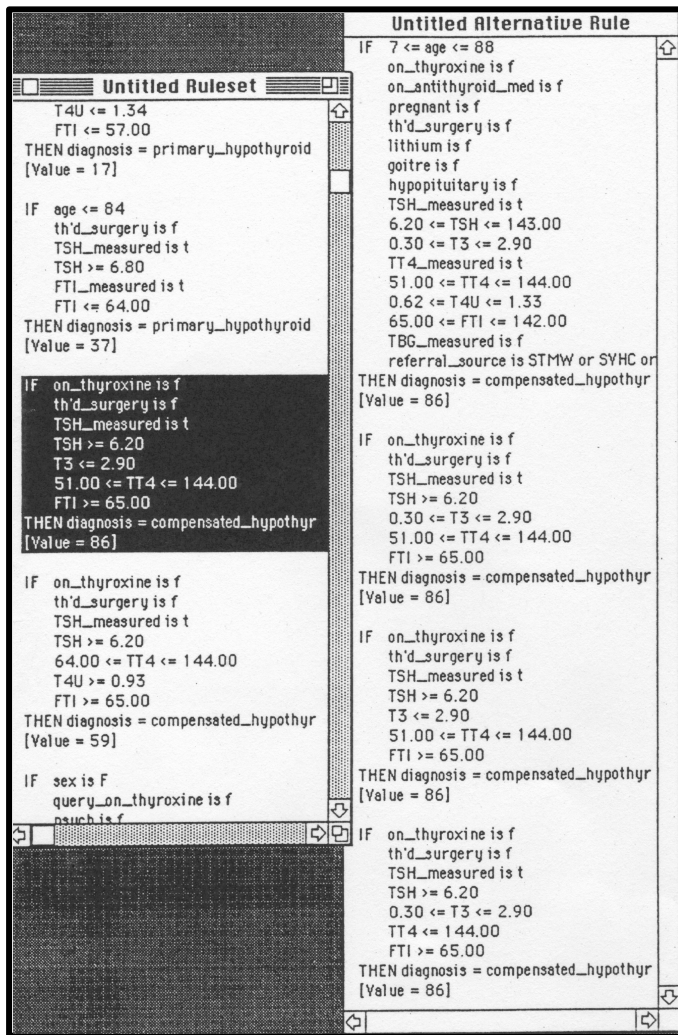 Untitled Ruleset
T4U <= 1.34
FTI <= 57.00
THEN diagnosis = primary_hypothyroid
[Value = 17]
IF age <= 84
th'd_surgery is f
TSH_measured is t
TSH >= 6.80
FTI_measured is t
FTI <= 64.00
THEN diagnosis = primary_hypothyroid
[Value = 37]
IF on_thyroxine is f
th'd_surgery is f
TSH_measured is t
TSH >= 6.20
T3 <= 2.90
51.00 <= TT4 <= 144.00
FTI >= 65.00
THEN diagnosis = compensated_hypothyr
[Value = 86]
IF on_thyroxine is f
th'd_surgery is f
TSH_measured is t
TSH >= 6.20
64.00 <= TT4 <= 144.00
T4U >= 0.93
FTI >= 65.00
THEN diagnosis = compensated_hypothyr
[Value = 59]
IF sex is F
query_on_thyroxine is f
psych is f
Untitled Alternative Rule
IF 7 <= age <= 88
on_thyroxine is f
on_antithyroid_med is f
pregnant is f
th'd_surgery is f
lithium is f
goitre is f
hypopituitary is f
TSH_measured is t
6.20 <= TSH <= 143.00
0.30 <= T3 <= 2.90
TT4_measured is t
51.00 <= TT4 <= 144.00
0.62 <= T4U <= 1.33
65.00 <= FTI <= 142.00
TBG_measured is f
referral_source is STMW or SVHC or
THEN diagnosis = compensated_hypothyr
[Value = 86]
IF on_thyroxine is f
th'd_surgery is f
TSH_measured is t
TSH >= 6.20
0.30 <= T3 <= 2.90
51.00 <= TT4 <= 144.00
FTI >= 65.00
THEN diagnosis = compensated_hypothyr
[Value = 86]
IF on_thyroxine is f
th'd_surgery is f
TSH_measured is t
TSH >= 6.20
T3 <= 2.90
51.00 <= TT4 <= 144.00
FTI >= 65.00
THEN diagnosis = compensated_hypothyr
[Value = 86]
IF on_thyroxine is f
th'd_surgery is f
TSH_measured is t
TSH >= 6.20
0.30 <= T3 <= 2.90
TT4 <= 144.00
FTI >= 65.00
THEN diagnosis = compensated_hypothyr
[Value = 86]